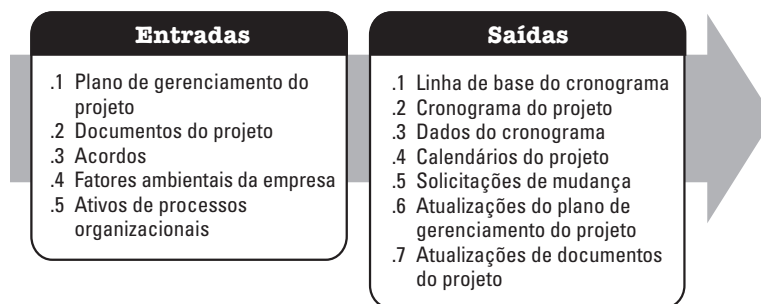 Entradas
.1 Plano de gerenciamento do
projeto
.2 Documentos do projeto
.3 Acordos
.4 Fatores ambientais da empresa
.5 Ativos de processos
organizacionais
Saídas
.1 Linha de base do cronograma
.2 Cronograma do projeto
.3 Dados do cronograma
.4 Calendários do projeto
.5 Solicitações de mudança
.6 Atualizações do plano de
gerenciamento do projeto
.7 Atualizações de documentos
do projeto